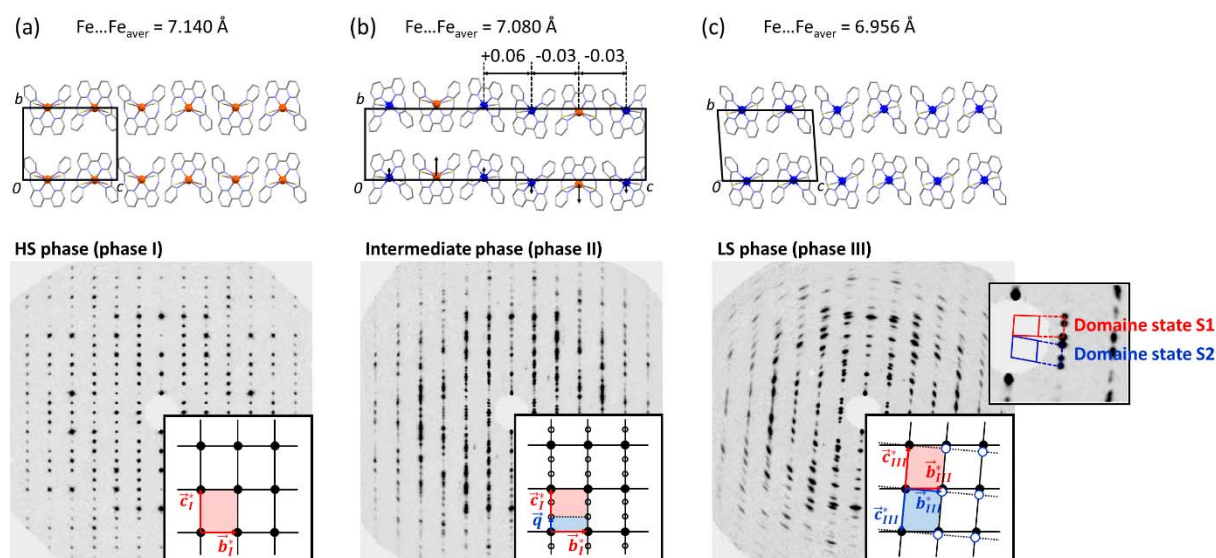 (a) Fe...Fe_aver = 7.140 Å
b
0
c
HS phase (phase I)
c⃗*_I
b⃗*_I
(b) Fe...Fe_aver = 7.080 Å
+0.06 -0.03 -0.03
b
0
c
Intermediate phase (phase II)
c⃗*_I
q⃗
b⃗*_I
(c) Fe...Fe_aver = 6.956 Å
b
0
c
LS phase (phase III)
Domaine state S1
Domaine state S2
c⃗*_III
b⃗*_III
b⃗*_III
c⃗*_III